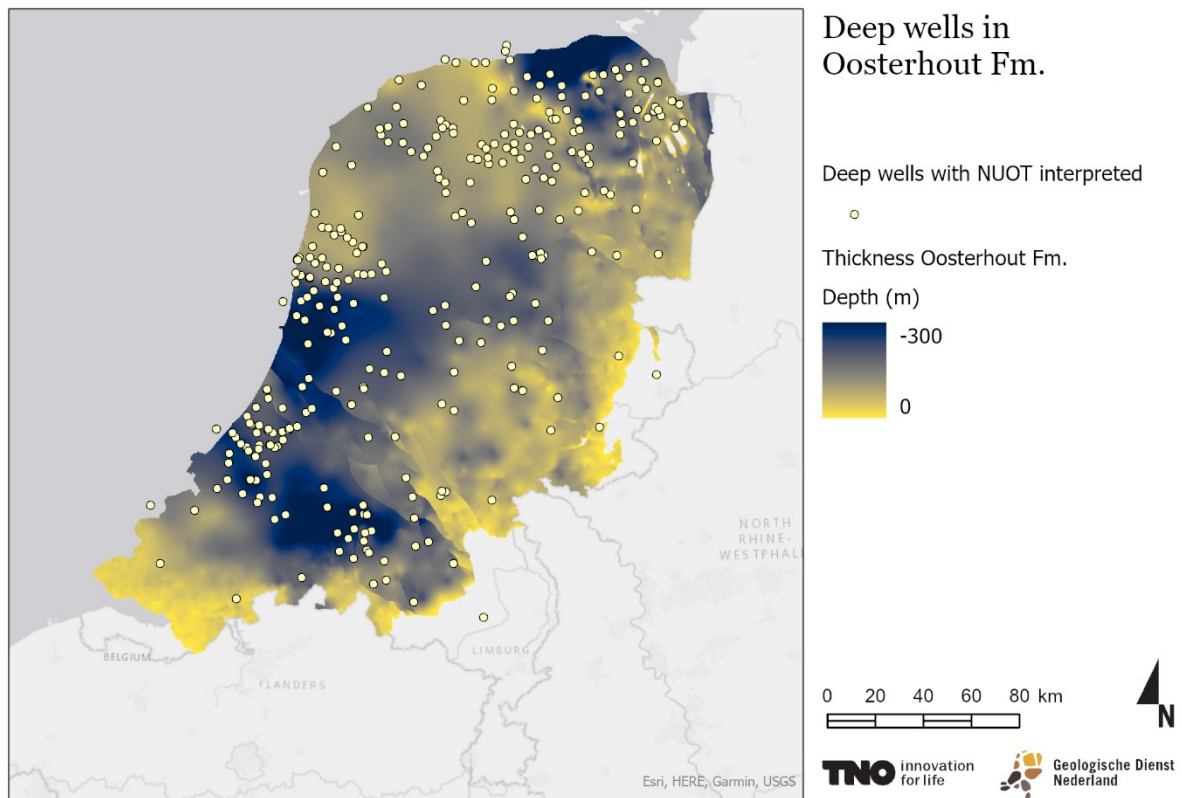 Deep wells in
Oosterhout Fm.
Deep wells with NUOT interpreted
Thickness Oosterhout Fm.
Depth (m)
-300
0
NORTH
RHINE-
WESTPHAL
BELGIUM
LIMBURG
FLANDERS
0 20 40 60 80 km
N
Esri, HERE, Garmin, USGS
TNO innovation
for life
Geologische Dienst
Nederland